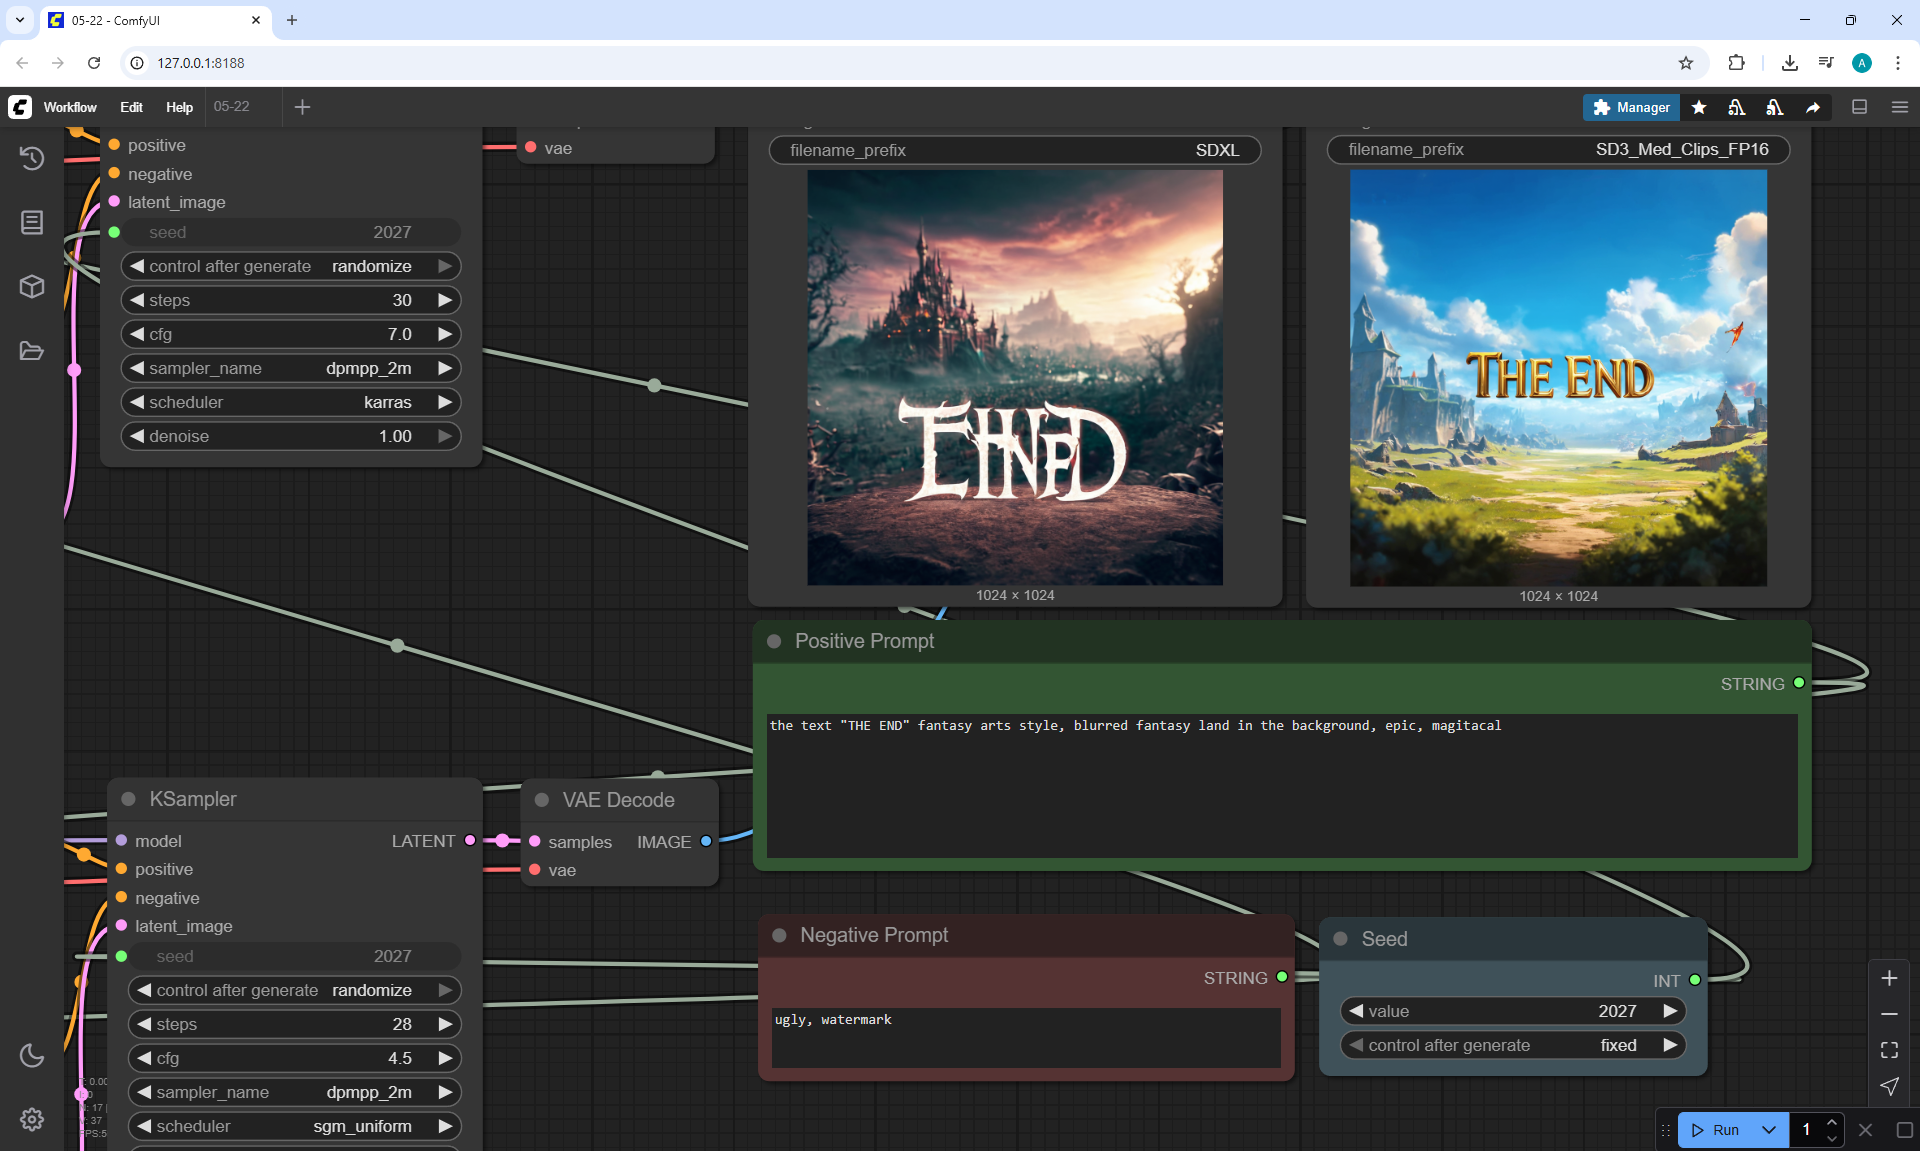 05-22 - ComfyUI
127.0.0.1:8188
A
Workflow Edit Help 05-22
Manager
positive
negative
latent_image
seed 2027
control after generate randomize
steps 30
cfg 7.0
sampler_name dpmpp_2m
scheduler karras
denoise 1.00
vae
filename_prefix SDXL
1024 × 1024
filename_prefix SD3_Med_Clips_FP16
THE END
1024 × 1024
Positive Prompt
STRING
the text "THE END" fantasy arts style, blurred fantasy land in the background, epic, magitacal
KSampler
model LATENT
positive
negative
latent_image
seed 2027
control after generate randomize
steps 28
cfg 4.5
sampler_name dpmpp_2m
scheduler sgm_uniform
VAE Decode
samples IMAGE
vae
Negative Prompt
STRING
ugly, watermark
Seed
INT
value 2027
control after generate fixed
Run 1